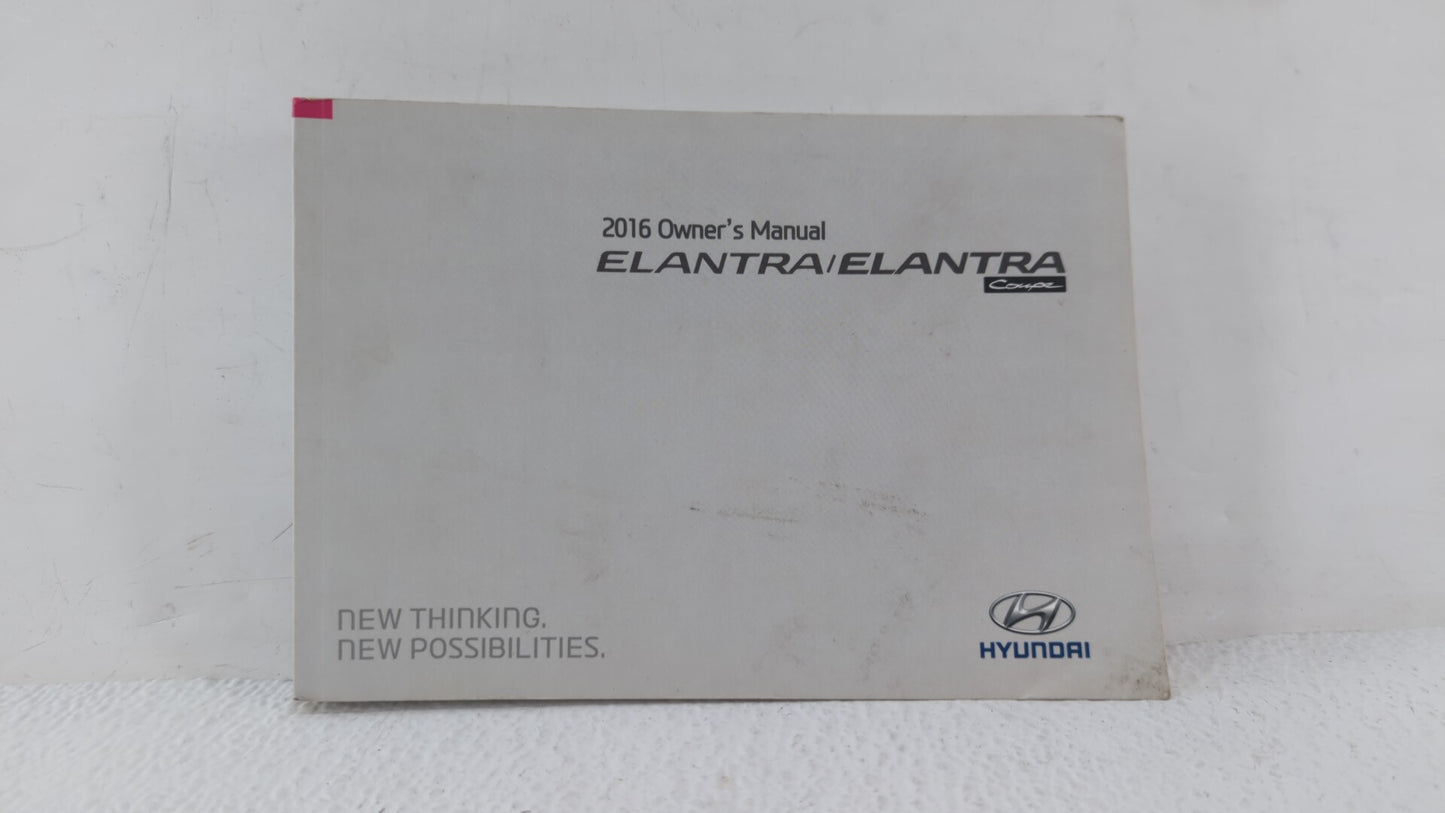 2016 Owner's Manual
ELANTRA/ELANTRA
Coupe
NEW THINKING.
NEW POSSIBILITIES.
HYUNDAI